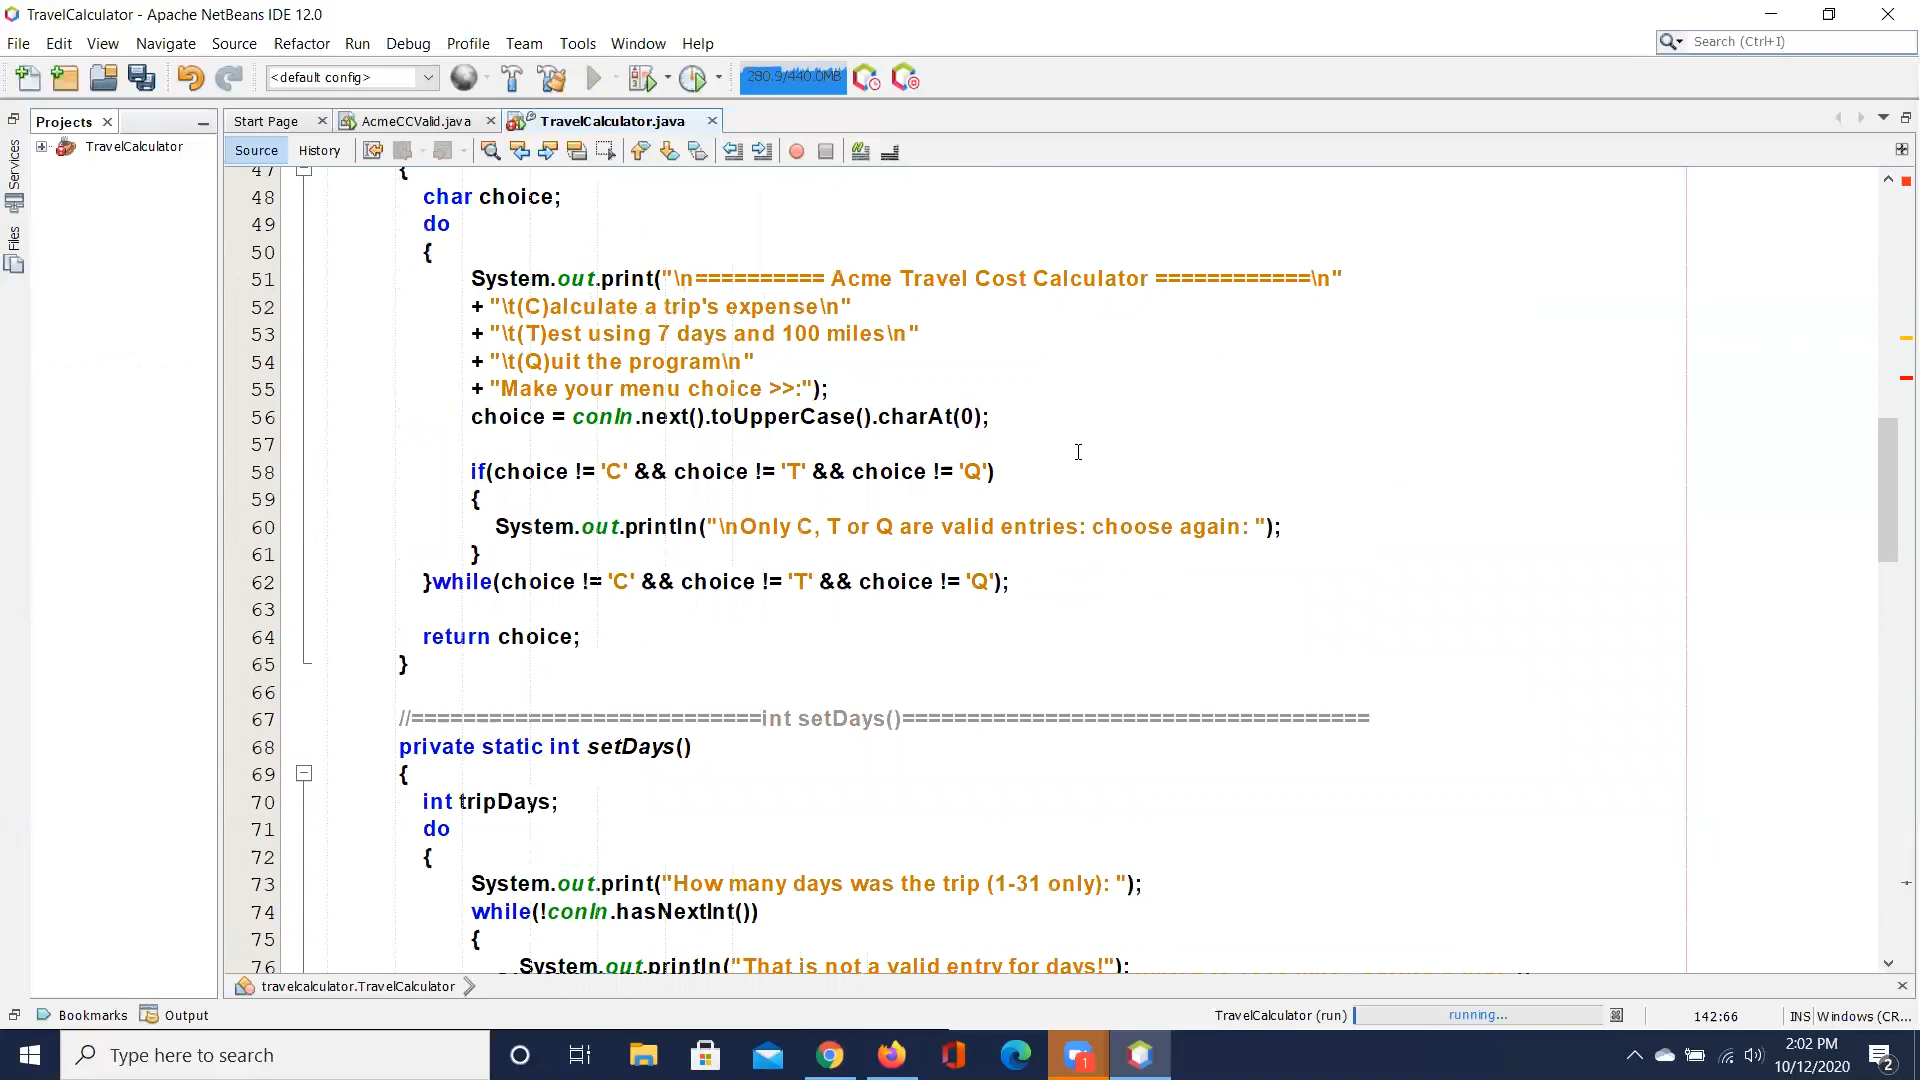 TravelCalculator - Apache NetBeans IDE 12.0
File Edit View Navigate Source Refactor Run Debug Profile Team Tools Window Help
Search (Ctrl+I)
<default config>
280.9/440.0MB
Projects
Start Page
AcmeCCValid.java
TravelCalculator.java
TravelCalculator
Services
Files
Source
History
47 {
48 char choice;
49 do
50 {
51 System.out.print("\n========== Acme Travel Cost Calculator ============\n"
52 + "\t(C)alculate a trip's expense\n"
53 + "\t(T)est using 7 days and 100 miles\n"
54 + "\t(Q)uit the program\n"
55 + "Make your menu choice >>:");
56 choice = conIn.next().toUpperCase().charAt(0);
57
58 if(choice != 'C' && choice != 'T' && choice != 'Q')
59 {
60 System.out.println("\nOnly C, T or Q are valid entries: choose again: ");
61 }
62 }while(choice != 'C' && choice != 'T' && choice != 'Q');
63
64 return choice;
65 }
66
67 //===========================int setDays()====================================
68 private static int setDays()
69 {
70 int tripDays;
71 do
72 {
73 System.out.print("How many days was the trip (1-31 only): ");
74 while(!conIn.hasNextInt())
75 {
76 System.out.println("That is not a valid entry for days!");
travelcalculator.TravelCalculator
Bookmarks
Output
TravelCalculator (run)
running...
142:66
INS
Windows (CR...
Type here to search
1
2:02 PM
10/12/2020
2